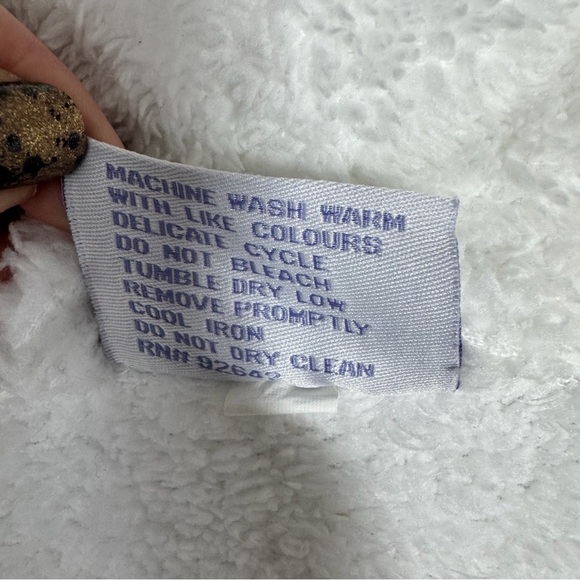 MACHINE WASH WARM
WITH LIKE COLOURS
DELICATE CYCLE
DO NOT BLEACH
TUMBLE DRY LOW
REMOVE PROMPTLY
COOL IRON
DO NOT DRY CLEAN
RN#